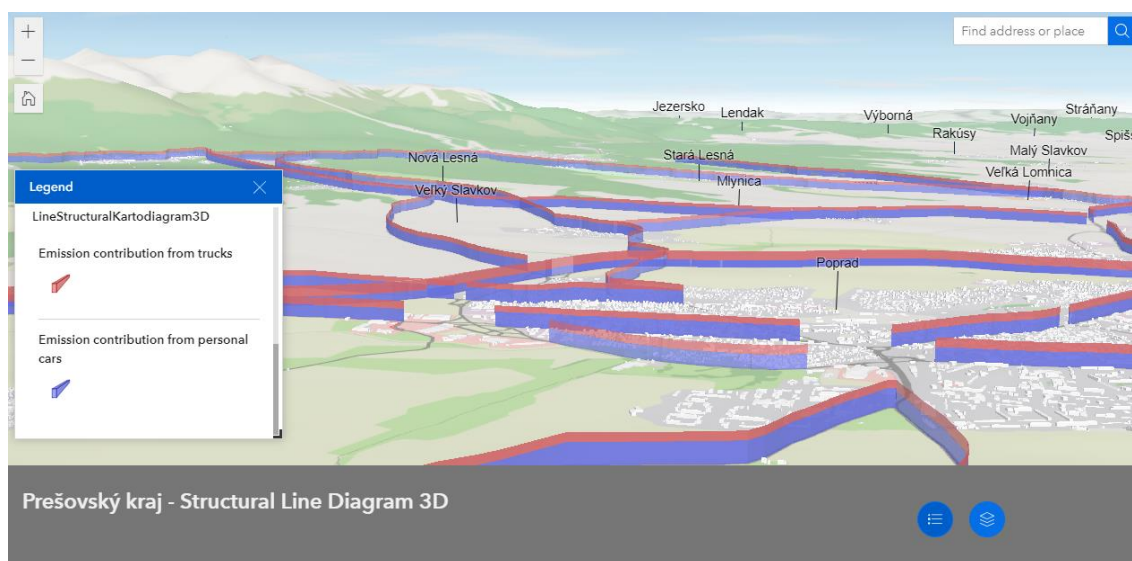 +
Find address or place
−
Jezersko
Lendak
Výborná
Stráňany
Vojňany
Rakúsy
Spišs
Nová Lesná
Stará Lesná
Malý Slavkov
Veľká Lomnica
Veľký Slavkov
Mlynica
Poprad
Legend
LineStructuralKartodiagram3D
Emission contribution from trucks
Emission contribution from personal
cars
Prešovský kraj - Structural Line Diagram 3D